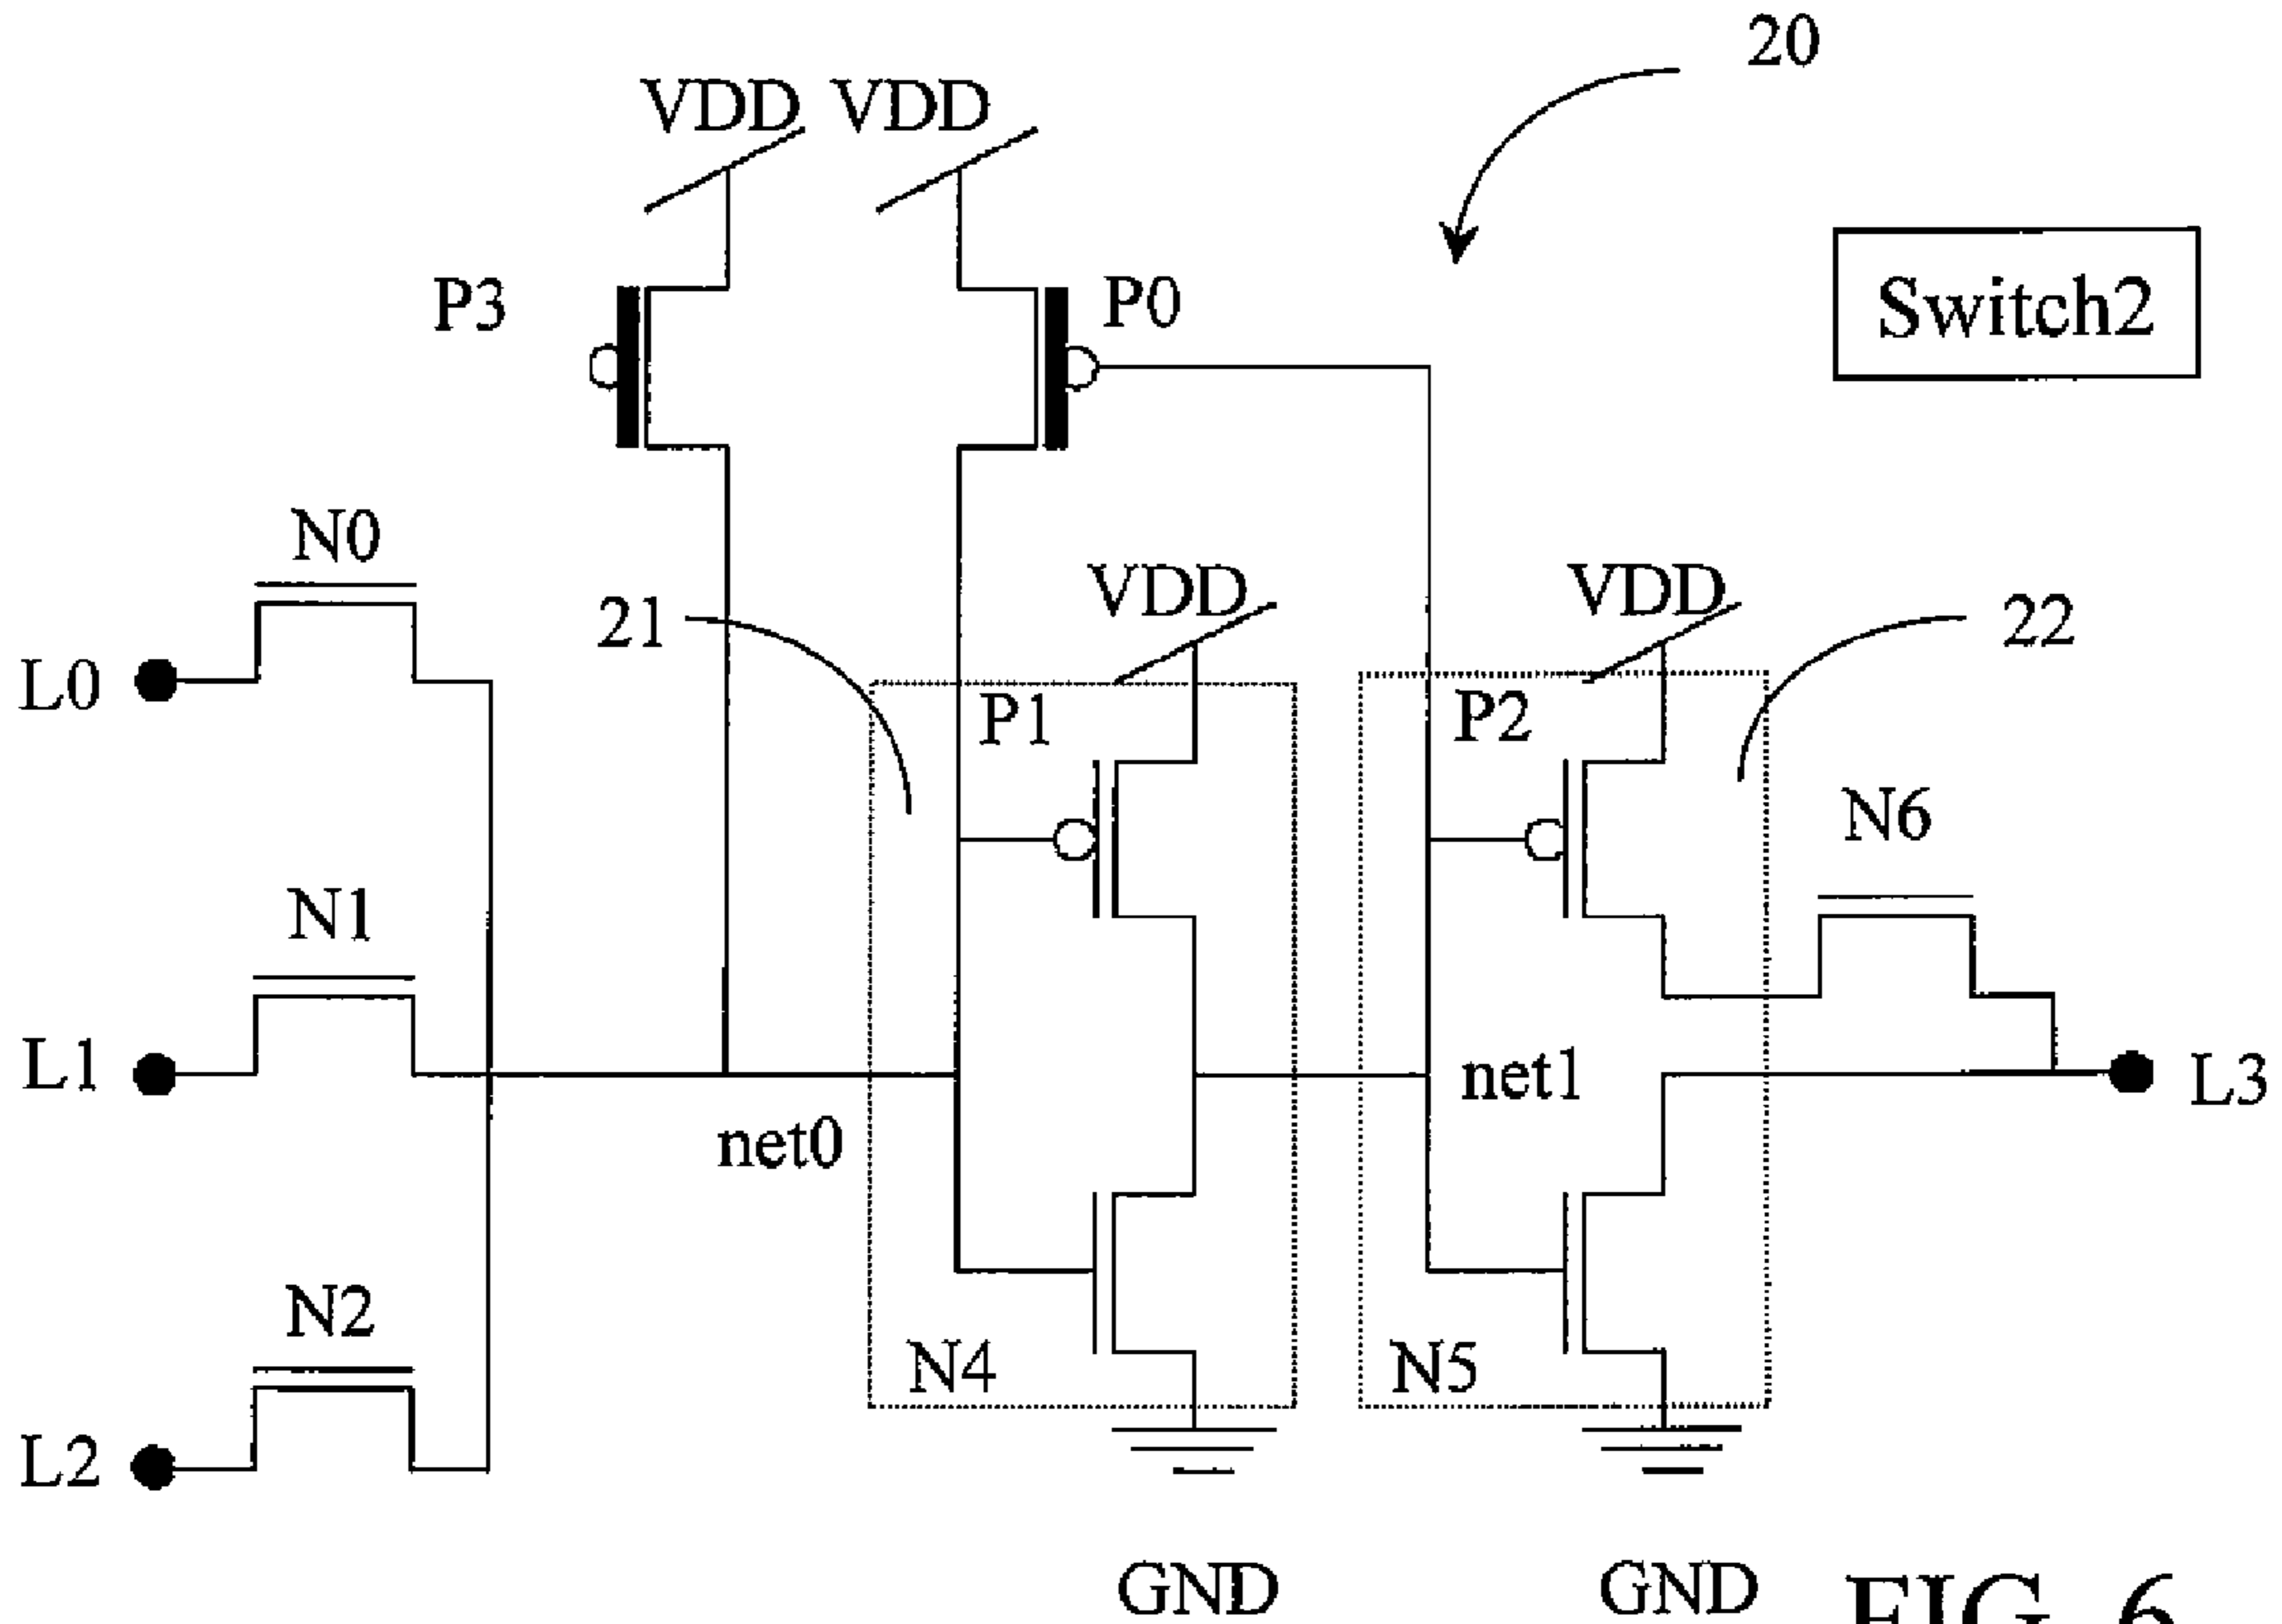 20
VDD VDD
P3
P0
Switch2
N0
VDD
VDD
21
22
L0
P1
P2
N6
N1
L1
net1
L3
net0
N2
N4
N5
L2
GND
GND
FIG. 6